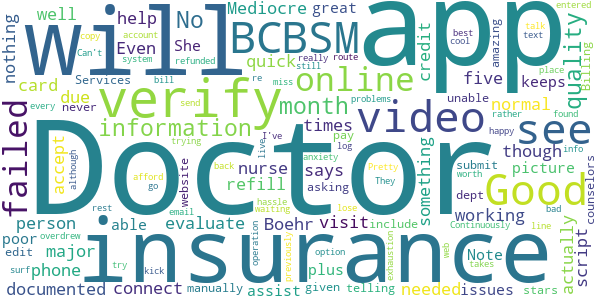 Mediocre great
well help No BCBSM quick credit
nothing Even She
will app
copy account really route best talk
Can't cool text entered
Services system refunded still amazing place Billing
card keeps quality
due verify online five
never bill re miss unable
every send month video see
information times
failed accept trying website nurse says though normal
problems rather found
happy info
Doctor
I've log pay asking something picture
live
refill Good
although back anxiety afford Pretty They submit dept worth
go hassle waiting lose
person able evaluate Boehr visit include actually script counselors
rest email
poor edit major insurance working
overdrew operation previously option web exhaustion Continuously line bad
phone plus needed Note
surf try kick takes
documented connect manually assist given telling issues stars